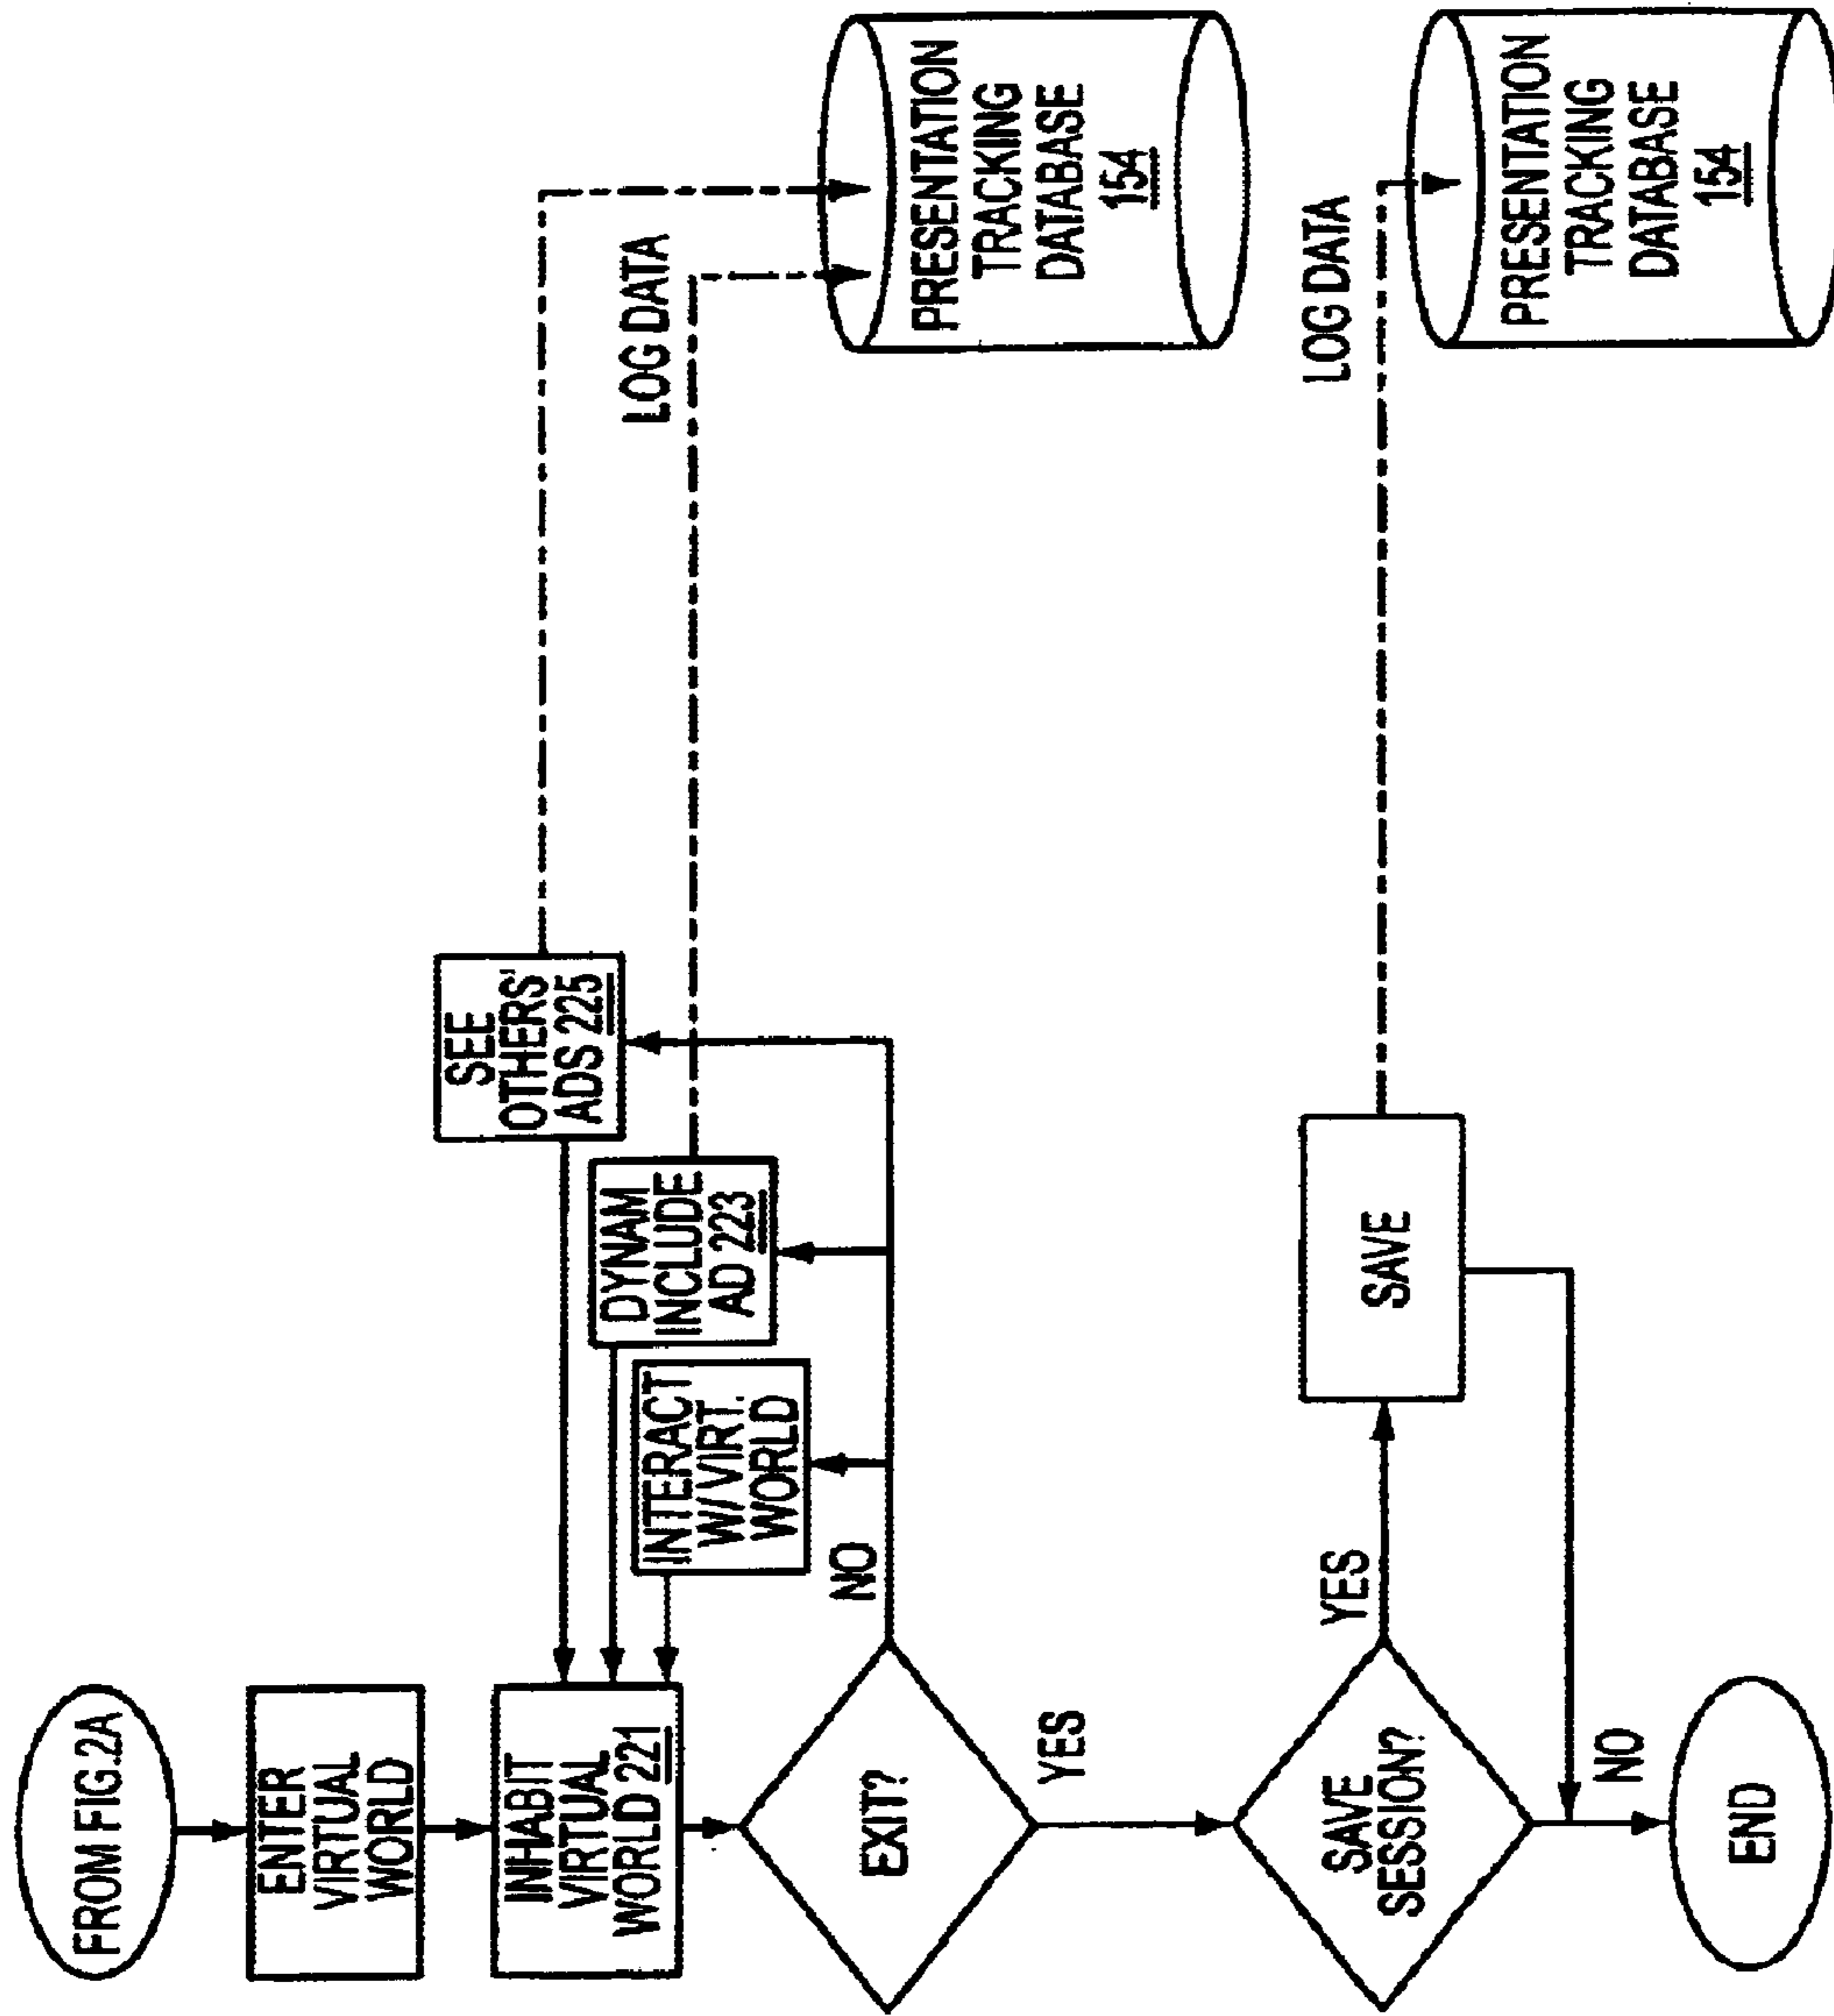 FROM FIG.2A
ENTER
VIRTUAL
WORLD
INHABIT
VIRTUAL
WORLD 221
SEE
OTHERS'
ADS 225
DYNAM
INCLUDE
AD 223
INTERACT
W/VIRT.
WORLD
LOG DATA
EXIT?
NO
PRESENTATION
TRACKING
DATABASE
154
YES
SAVE
SESSION?
YES
SAVE
LOG DATA
PRESENTATION
TRACKING
DATABASE
154
NO
END